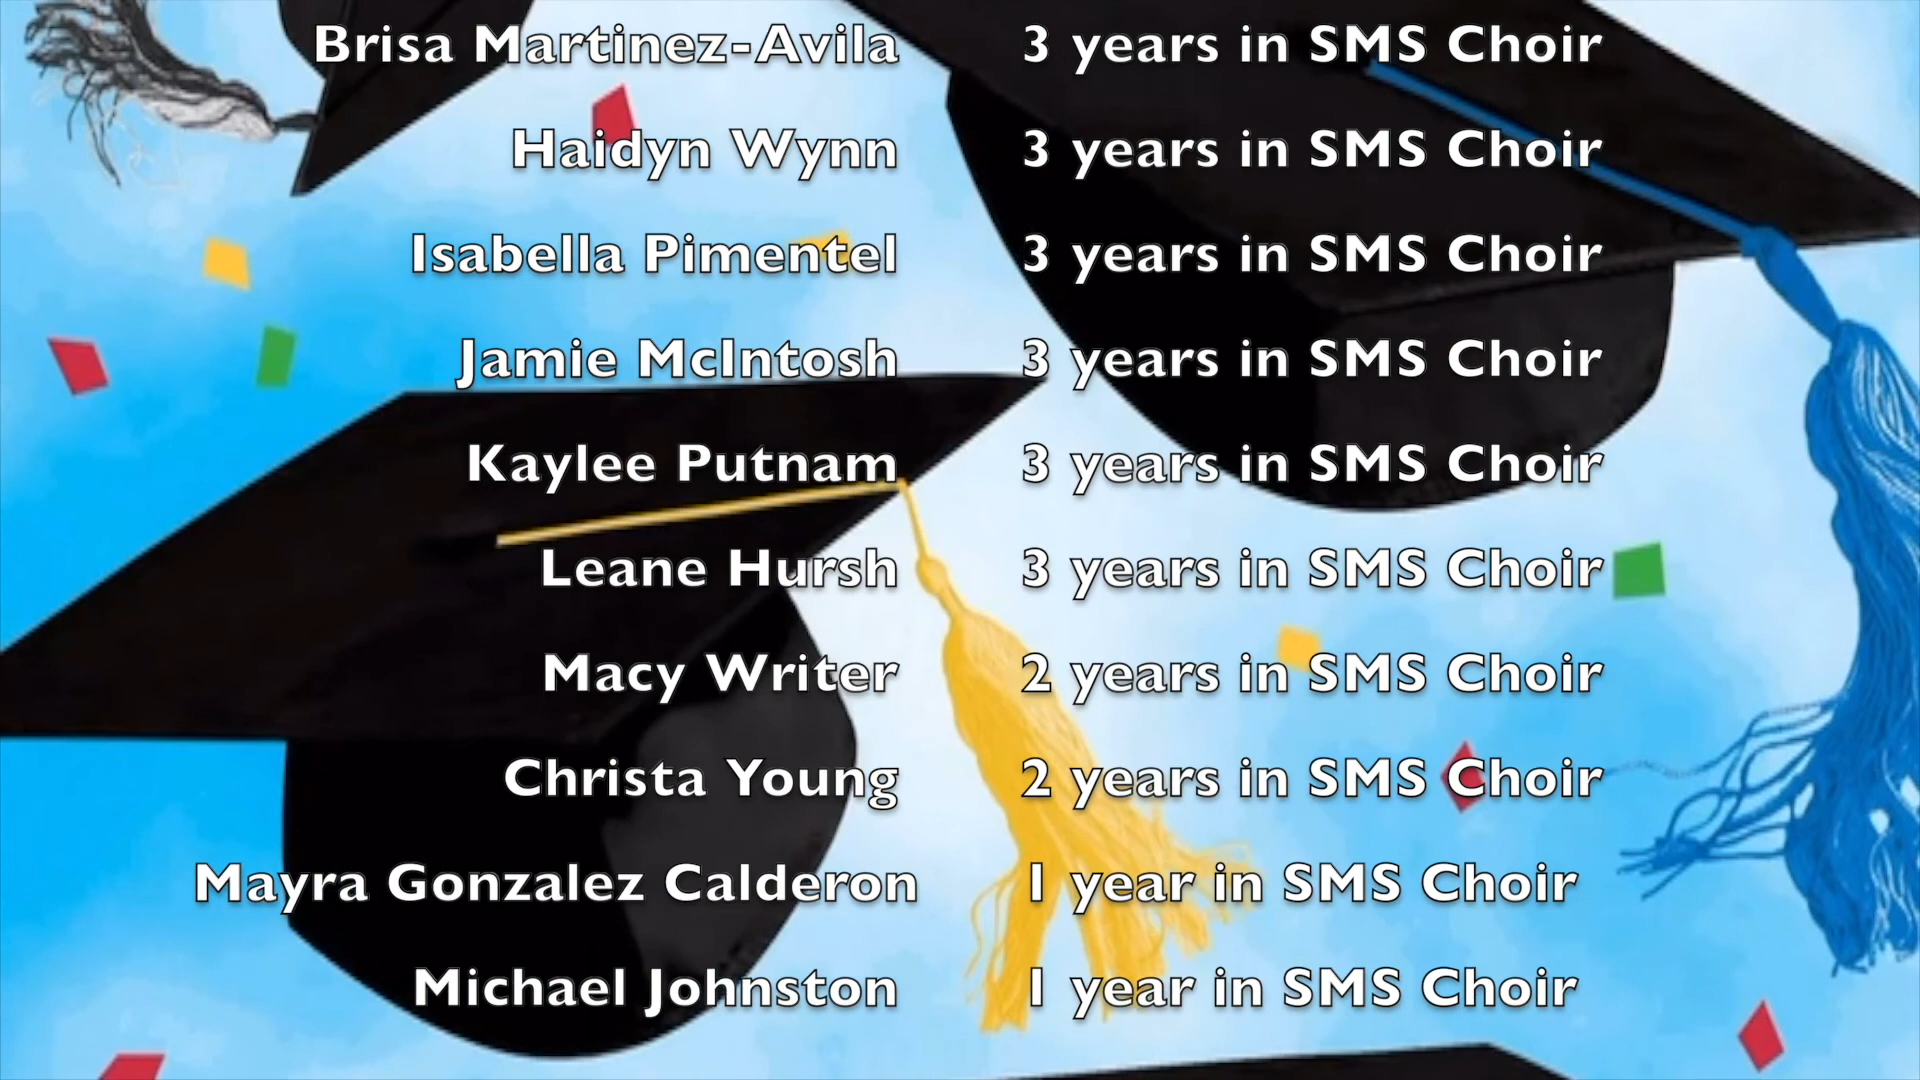 Brisa Martinez-Avila 3 years in SMS Choir
Haidyn Wynn 3 years in SMS Choir
Isabella Pimentel 3 years in SMS Choir
Jamie McIntosh 3 years in SMS Choir
Kaylee Putnam 3 years in SMS Choir
Leane Hursh 3 years in SMS Choir
Macy Writer 2 years in SMS Choir
Christa Young 2 years in SMS Choir
Mayra Gonzalez Calderon 1 year in SMS Choir
Michael Johnston 1 year in SMS Choir